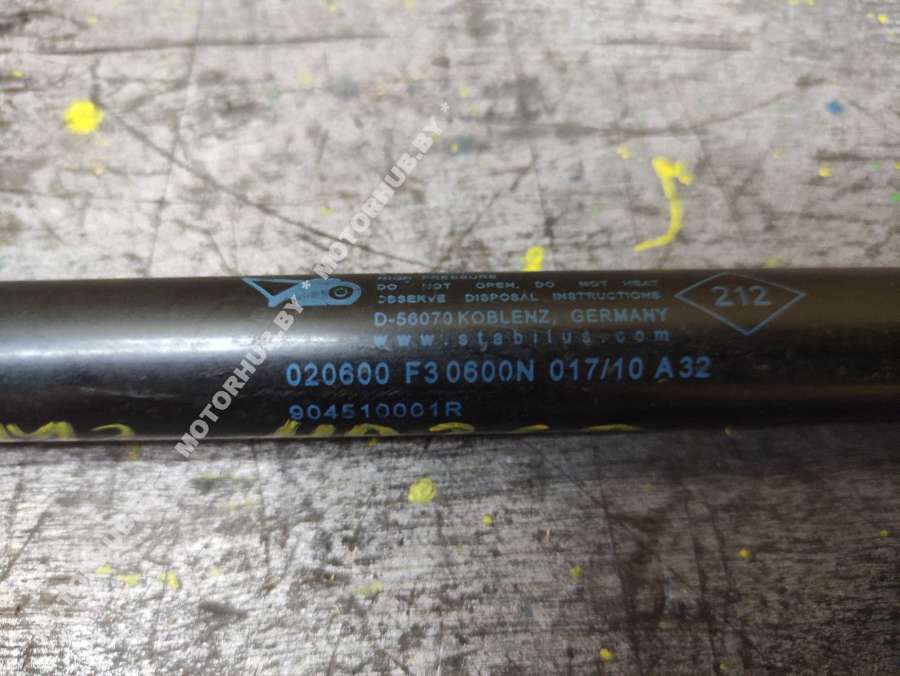 HIGH PRESSURE
DO NOT OPEN. DO NOT HEAT
OBSERVE DISPOSAL INSTRUCTIONS
D-56070 KOBLENZ, GERMANY
www.stabilus.com
212
020600 F3 0600N 017/10 A32
904510001R
* MOTORHUB.BY * MOTORHUB.BY *